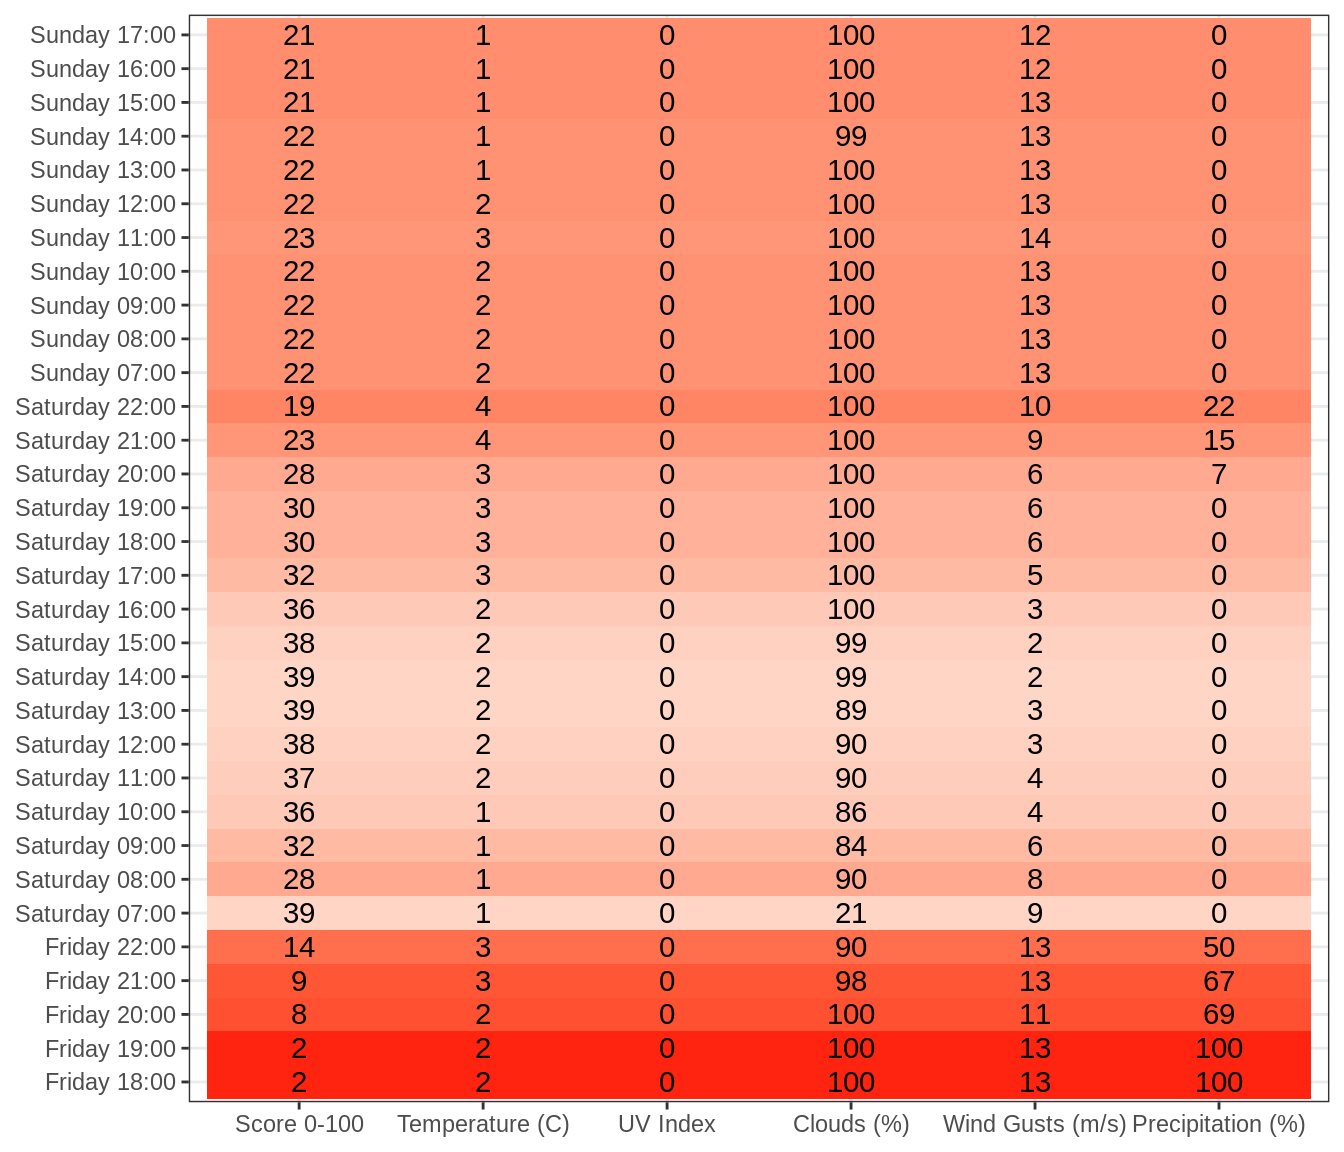 Sunday 17:00 21 1 0 100 12 0
Sunday 16:00 21 1 0 100 12 0
Sunday 15:00 21 1 0 100 13 0
Sunday 14:00 22 1 0 99 13 0
Sunday 13:00 22 1 0 100 13 0
Sunday 12:00 22 2 0 100 13 0
Sunday 11:00 23 3 0 100 14 0
Sunday 10:00 22 2 0 100 13 0
Sunday 09:00 22 2 0 100 13 0
Sunday 08:00 22 2 0 100 13 0
Sunday 07:00 22 2 0 100 13 0
Saturday 22:00 19 4 0 100 10 22
Saturday 21:00 23 4 0 100 9 15
Saturday 20:00 28 3 0 100 6 7
Saturday 19:00 30 3 0 100 6 0
Saturday 18:00 30 3 0 100 6 0
Saturday 17:00 32 3 0 100 5 0
Saturday 16:00 36 2 0 100 3 0
Saturday 15:00 38 2 0 99 2 0
Saturday 14:00 39 2 0 99 2 0
Saturday 13:00 39 2 0 89 3 0
Saturday 12:00 38 2 0 90 3 0
Saturday 11:00 37 2 0 90 4 0
Saturday 10:00 36 1 0 86 4 0
Saturday 09:00 32 1 0 84 6 0
Saturday 08:00 28 1 0 90 8 0
Saturday 07:00 39 1 0 21 9 0
Friday 22:00 14 3 0 90 13 50
Friday 21:00 9 3 0 98 13 67
Friday 20:00 8 2 0 100 11 69
Friday 19:00 2 2 0 100 13 100
Friday 18:00 2 2 0 100 13 100
Score 0-100 Temperature (C) UV Index Clouds (%) Wind Gusts (m/s) Precipitation (%)